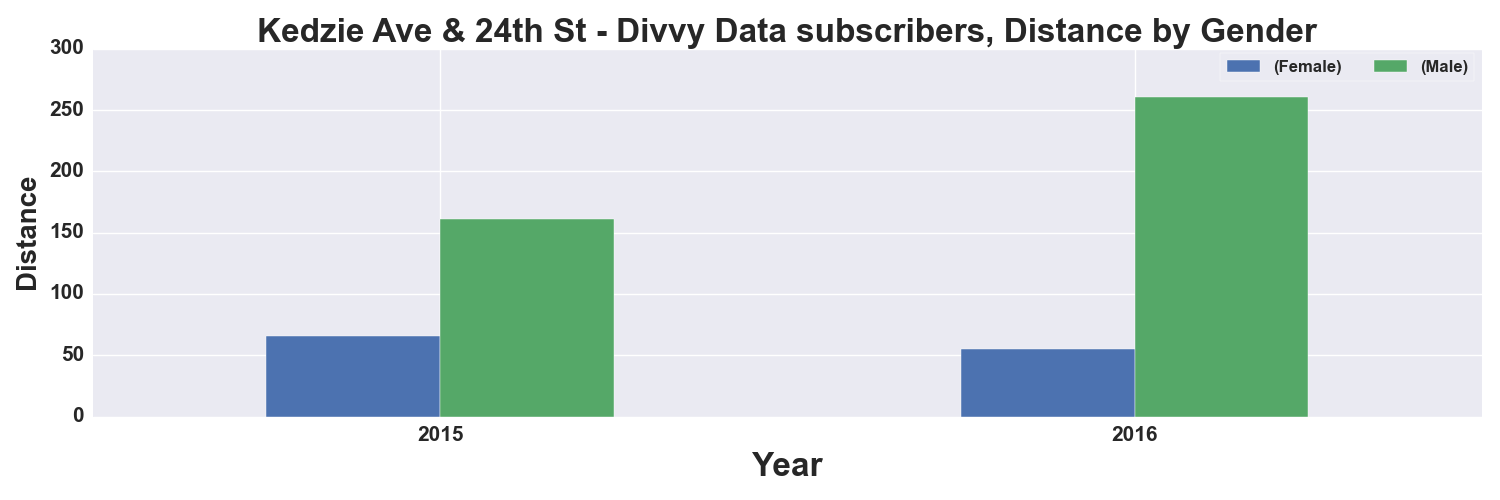 Kedzie Ave & 24th St - Divvy Data subscribers, Distance by Gender
(Female) (Male)
300
250
200
150
100
50
0
Distance
2015 2016
Year